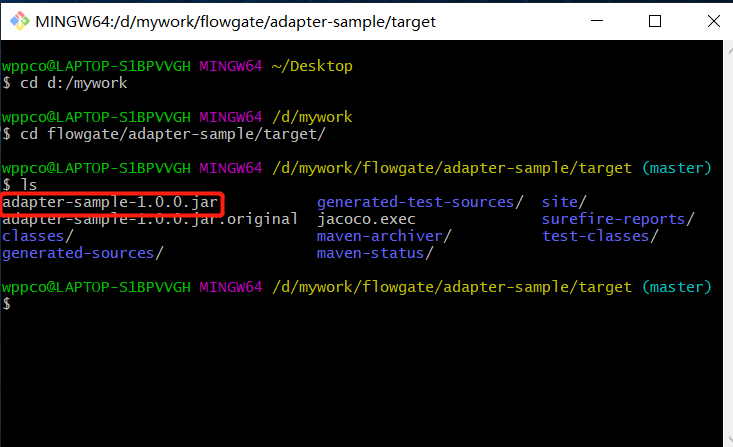 MINGW64:/d/mywork/flowgate/adapter-sample/target
wppco@LAPTOP-S1BPVVGH MINGW64 ~/Desktop
$ cd d:/mywork
wppco@LAPTOP-S1BPVVGH MINGW64 /d/mywork
$ cd flowgate/adapter-sample/target/
wppco@LAPTOP-S1BPVVGH MINGW64 /d/mywork/flowgate/adapter-sample/target (master)
$ ls
adapter-sample-1.0.0.jar generated-test-sources/ site/
adapter-sample-1.0.0.jar.original jacoco.exec surefire-reports/
classes/ maven-archiver/ test-classes/
generated-sources/ maven-status/
wppco@LAPTOP-S1BPVVGH MINGW64 /d/mywork/flowgate/adapter-sample/target (master)
$